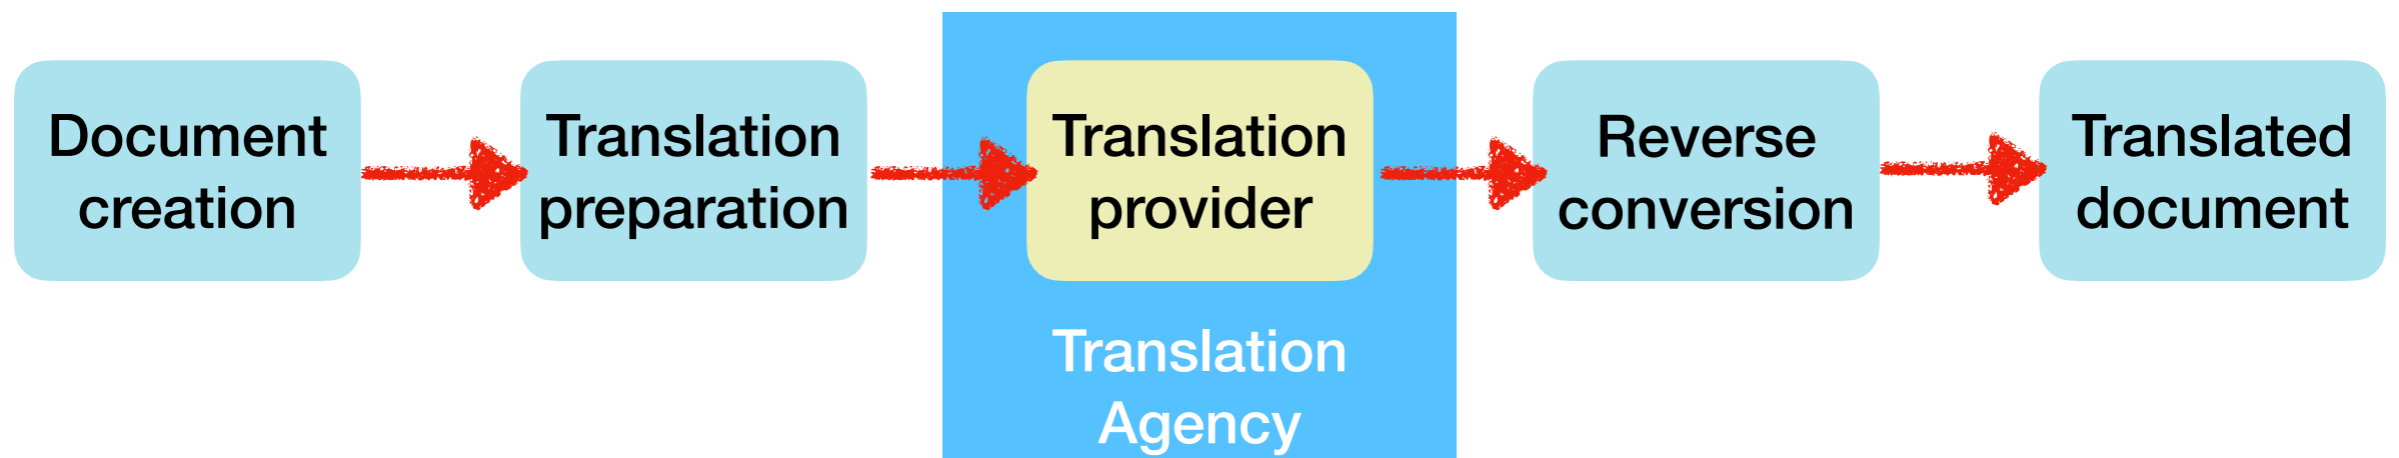 Document
creation
Translation
preparation
Translation
provider
Translation
Agency
Reverse
conversion
Translated
document